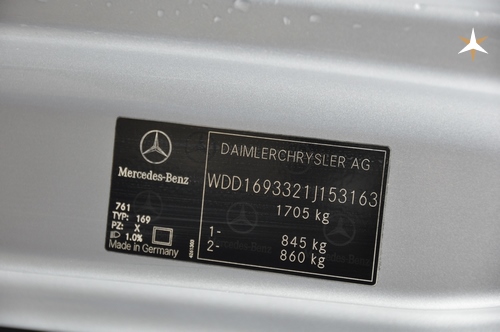 Mercedes-Benz
761
TYP: 169
PZ: X
1.0%
Made in Germany
DAIMLERCHRYSLER AG
WDD1693321J153163
1705 kg
1- 845 kg
2- 860 kg